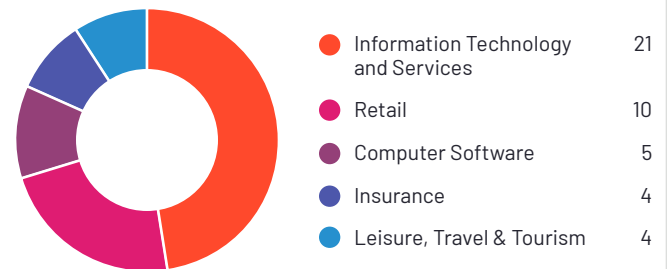 Information Technology 21
and Services
Retail 10
Computer Software 5
Insurance 4
Leisure, Travel & Tourism 4